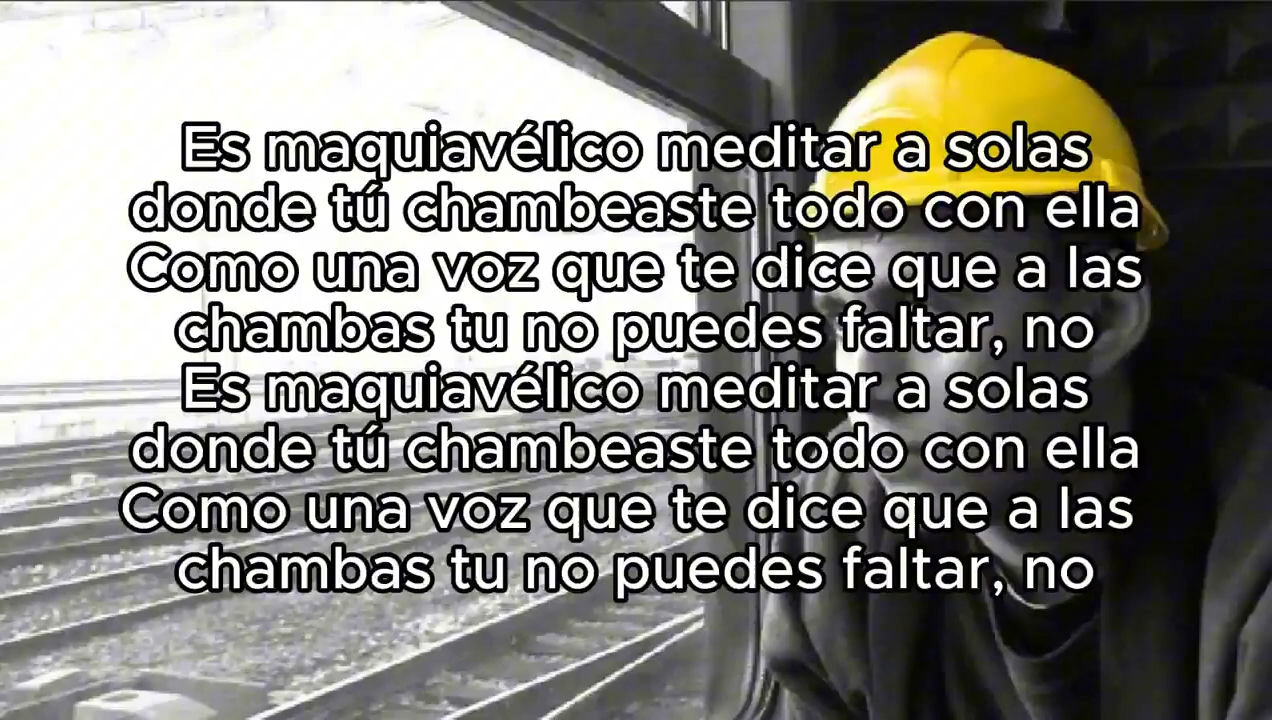 Es maquiavélico meditar a solas
donde tú chambeaste todo con ella
Como una voz que te dice que a las
chambas tu no puedes faltar, no
Es maquiavélico meditar a solas
donde tú chambeaste todo con ella
Como una voz que te dice que a las
chambas tu no puedes faltar, no